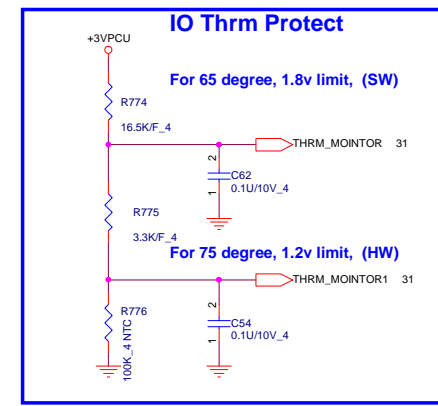 IO Thrm Protect
+3VPCU
For 65 degree, 1.8v limit, (SW)
R774
16.5K/F_4
THRM_MOINTOR 31
2
C62
1
0.1U/10V_4
R775
3.3K/F_4
For 75 degree, 1.2v limit, (HW)
THRM_MOINTOR1 31
R776
100K_4 NTC
2
C54
1
0.1U/10V_4